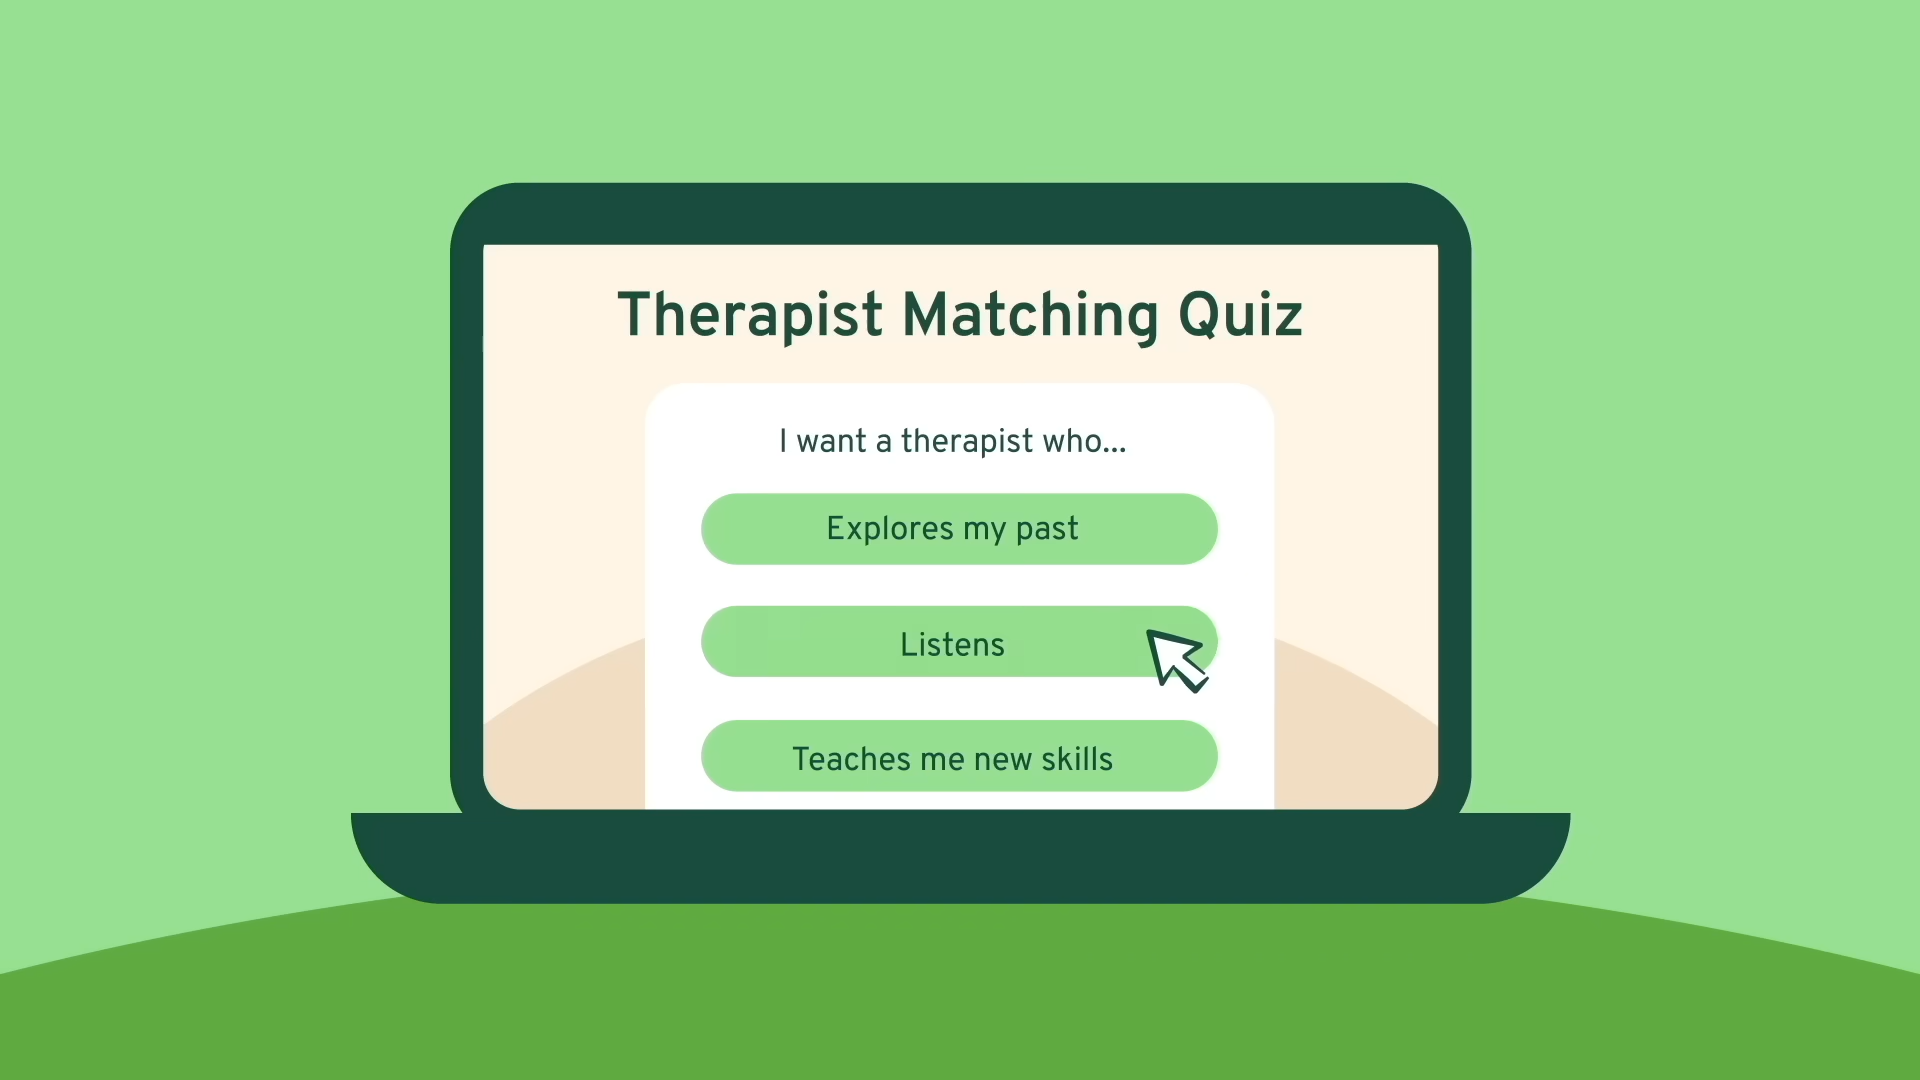 Therapist Matching Quiz
I want a therapist who...
Explores my past
Listens
Teaches me new skills